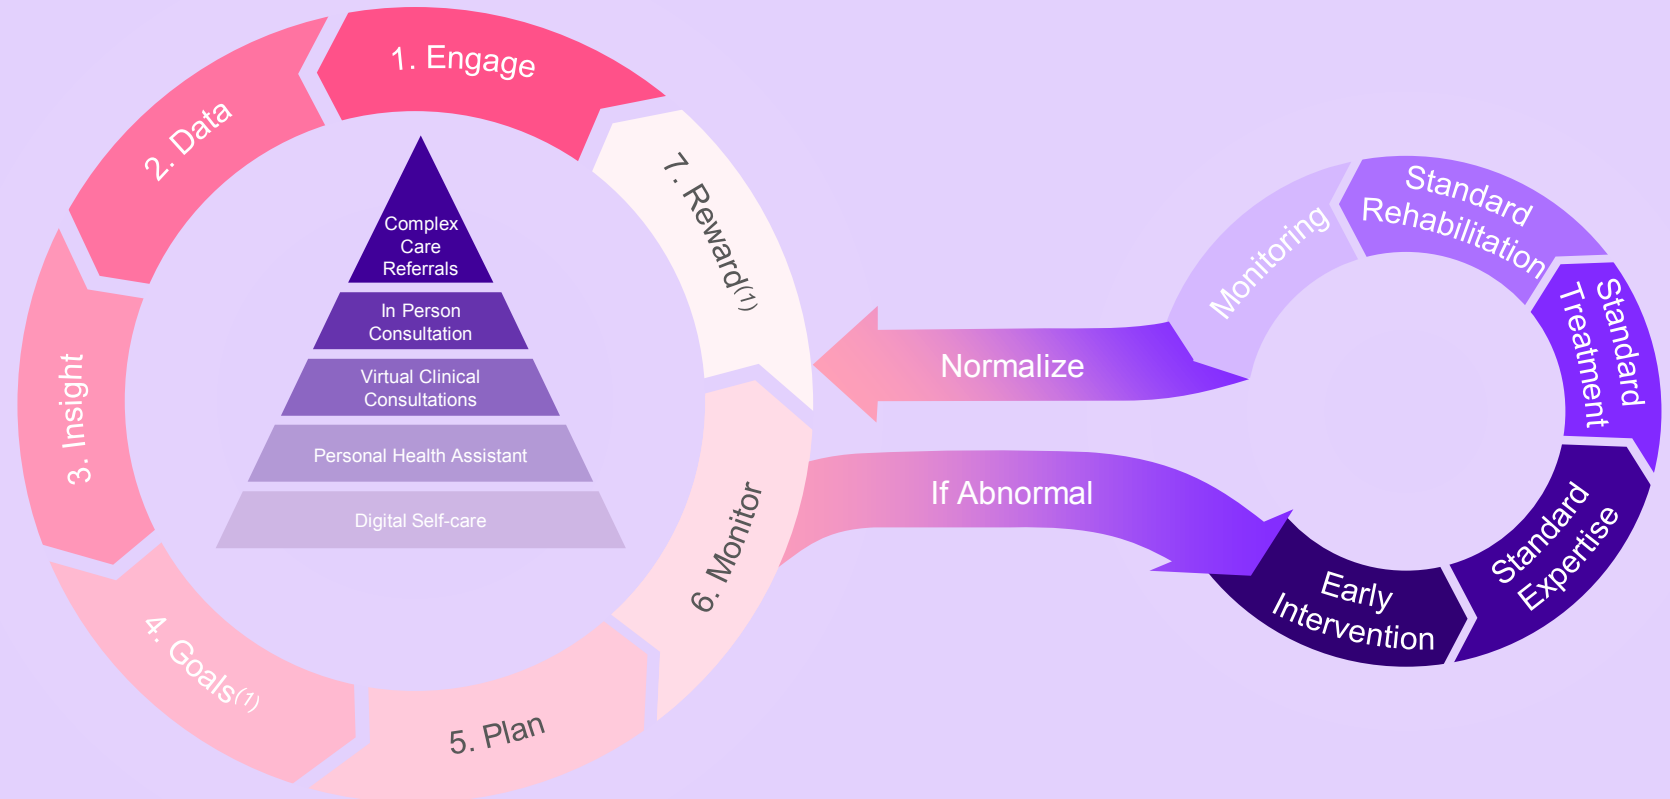 1. Engage
2. Data
3. Insight
4. Goals(1)
5. Plan
6. Monitor
7. Reward(1)
Complex
Care
Referrals
In Person
Consultation
Virtual Clinical
Consultations
Personal Health Assistant
Digital Self-care
Normalize
If Abnormal
Early
Intervention
Standard
Expertise
Standard
Treatment
Standard
Rehabilitation
Monitoring